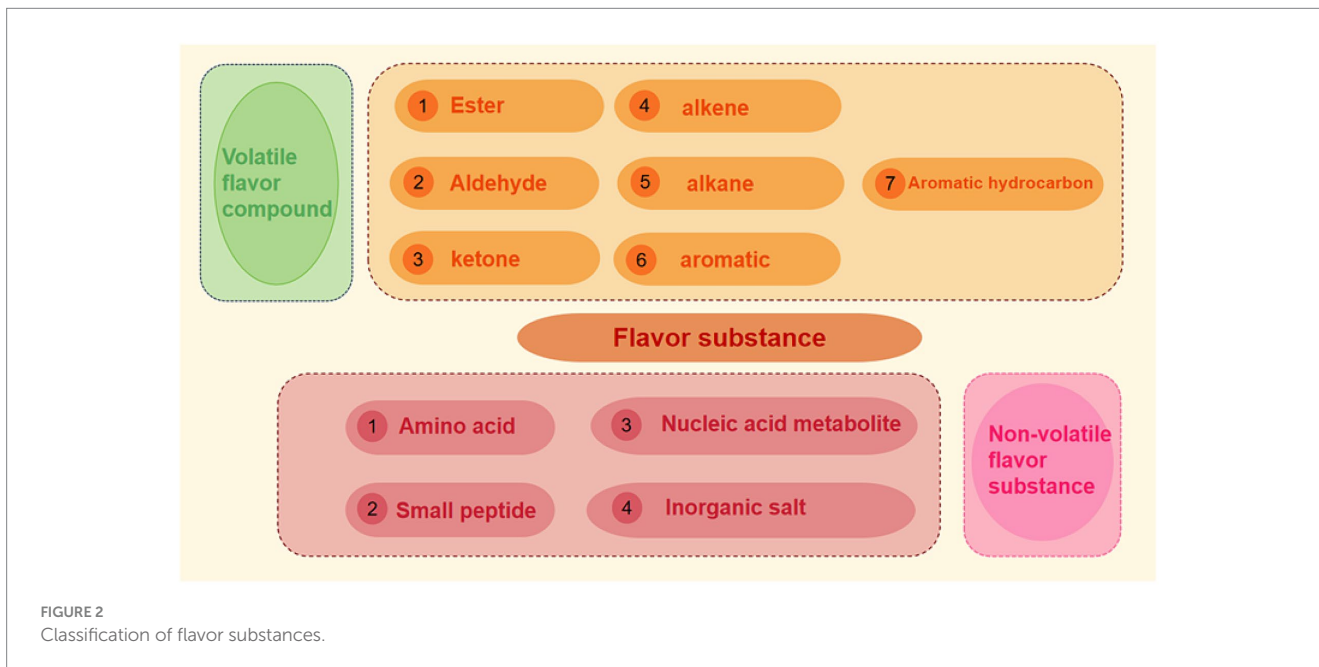 Volatile
flavor
compound
1 Ester
2 Aldehyde
3 ketone
4 alkene
5 alkane
6 aromatic
7 Aromatic hydrocarbon
Flavor substance
1 Amino acid
2 Small peptide
3 Nucleic acid metabolite
4 Inorganic salt
Non-volatile
flavor
substance
FIGURE 2
Classification of flavor substances.